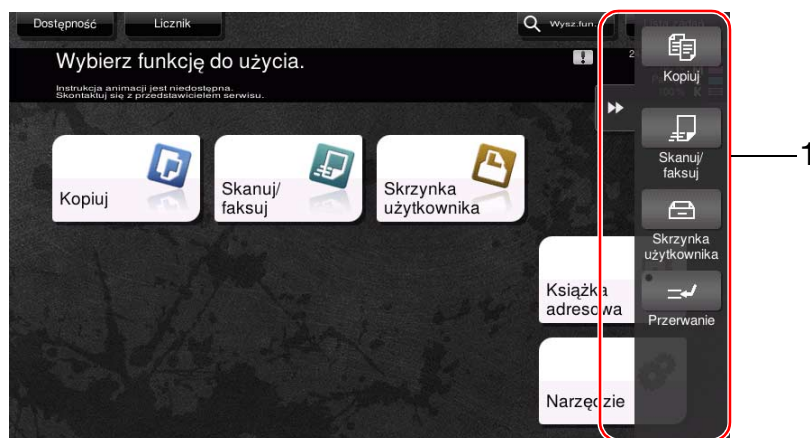 Dostępność
Licznik
Wysz.fun.
Wybierz funkcję do użycia.
Instrukcja animacji jest niedostępna.
Skontaktuj się z przedstawicielem serwisu.
Kopiuj
Skanuj/
faksuj
Skrzynka
użytkownika
Książka
adresowa
Narzędzie
Kopiuj
Skanuj/
faksuj
Skrzynka
użytkownika
Przerwanie
1